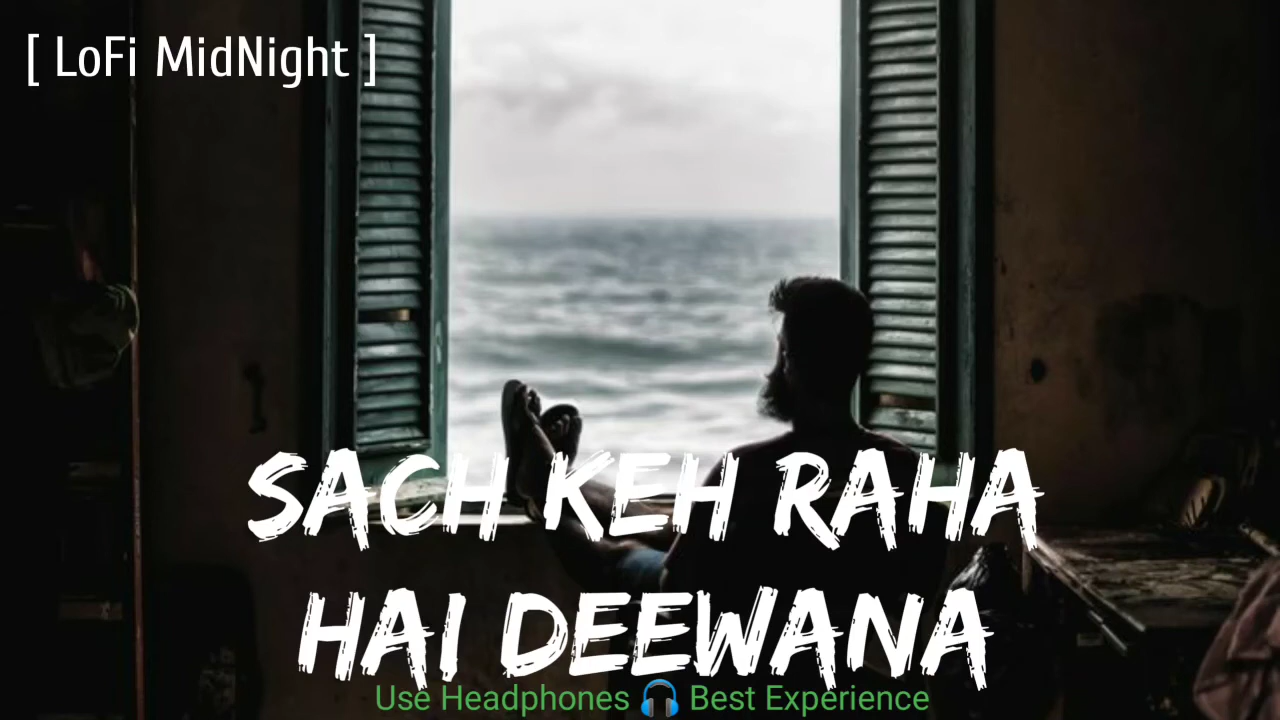 [ LoFi MidNight ]
SACH KEH RAHA
HAI DEEWANA
Use Headphones 🎧 Best Experience